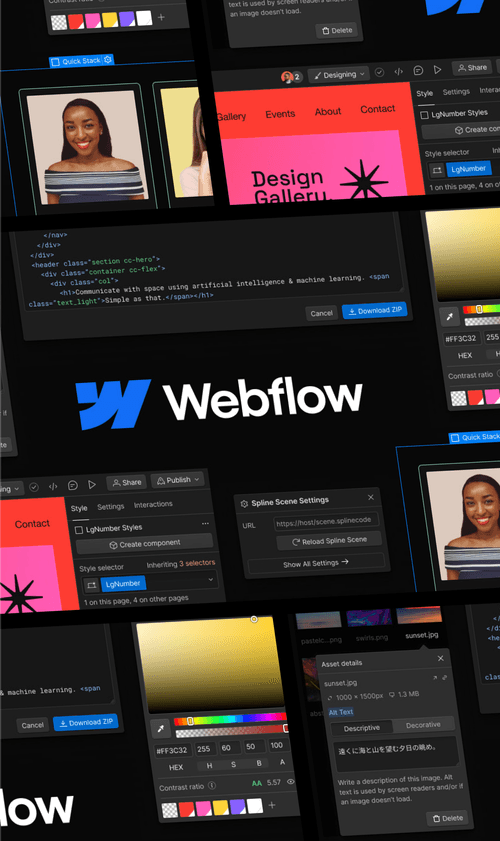 Contrast ratio
text is used by screen readers and/or if
an image doesn't load.
Delete
Quick Stack
2
Designing
Share
Gallery
Events
About
Contact
Style
Settings
LgNumber Styles
Create
Style selector
LgNumber
1 on this page, 4 on
Design
Gallery.
</nav>
</div>
</div>
<header class="section cc-hero">
<div class="container cc-flex">
<div class="col">
<h1>Communicate with space using artificial intelligence & machine learning. <span
class="text_light">Simple as that.</span></h1>
Cancel
Download ZIP
#FF3C32
255
HEX
H
Contrast ratio
Webflow
Quick Stack
Share
Publish
Contact
Style
Settings
Interactions
LgNumber Styles
Create component
Style selector
Inheriting 3 selectors
LgNumber
1 on this page, 4 on other pages
Spline Scene Settings
URL
https://host/scene.splinecode
Reload Spline Scene
Show All Settings
& machine learning. <span
Cancel
Download ZIP
low
#FF3C32
255
60
50
100
HEX
H
S
B
A
Contrast ratio
AA
5.57
pastelc...png
swirls.png
sunset.jpg
Asset details
sunset.jpg
1000 × 1500px
1.3 MB
Alt Text
Descriptive
Decorative
遠くに海と山を望む夕日の眺め。
Write a description of this image. Alt
text is used by screen readers and/or if
an image doesn't load.
Delete